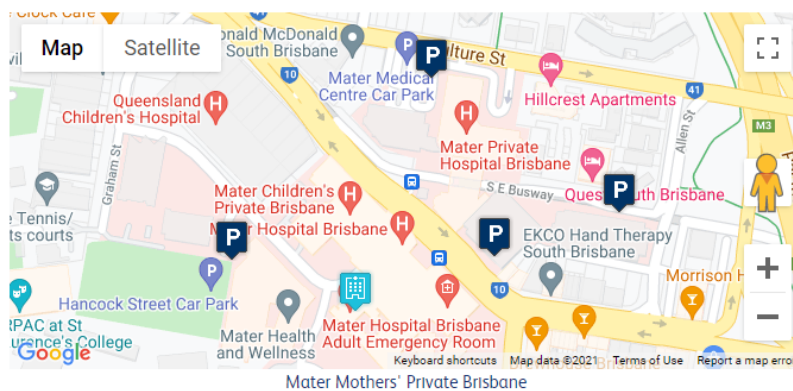 Clock Cafe
Map
Satellite
onald McDonald
South Brisbane
P
P
ulture St
Mater Medical
Centre Car Park
10
Hillcrest Apartments
41
Queensland
Children's Hospital
H
H
Mater Private
Hospital Brisbane
Allen St
M3
Graham St
S E Busway
Quest South Brisbane
P
Mater Children's
Private Brisbane
H
Mater Hospital Brisbane
H
P
P
EKCO Hand Therapy
South Brisbane
e Tennis/
ts courts
P
Hancock Street Car Park
10
Morrison H
+
−
RPAC at St
urence's College
Mater Health
and Wellness
Mater Hospital Brisbane
Adult Emergency Room
Google
Keyboard shortcuts
Map data ©2021
Terms of Use
Report a map error
Mater Mothers' Private Brisbane